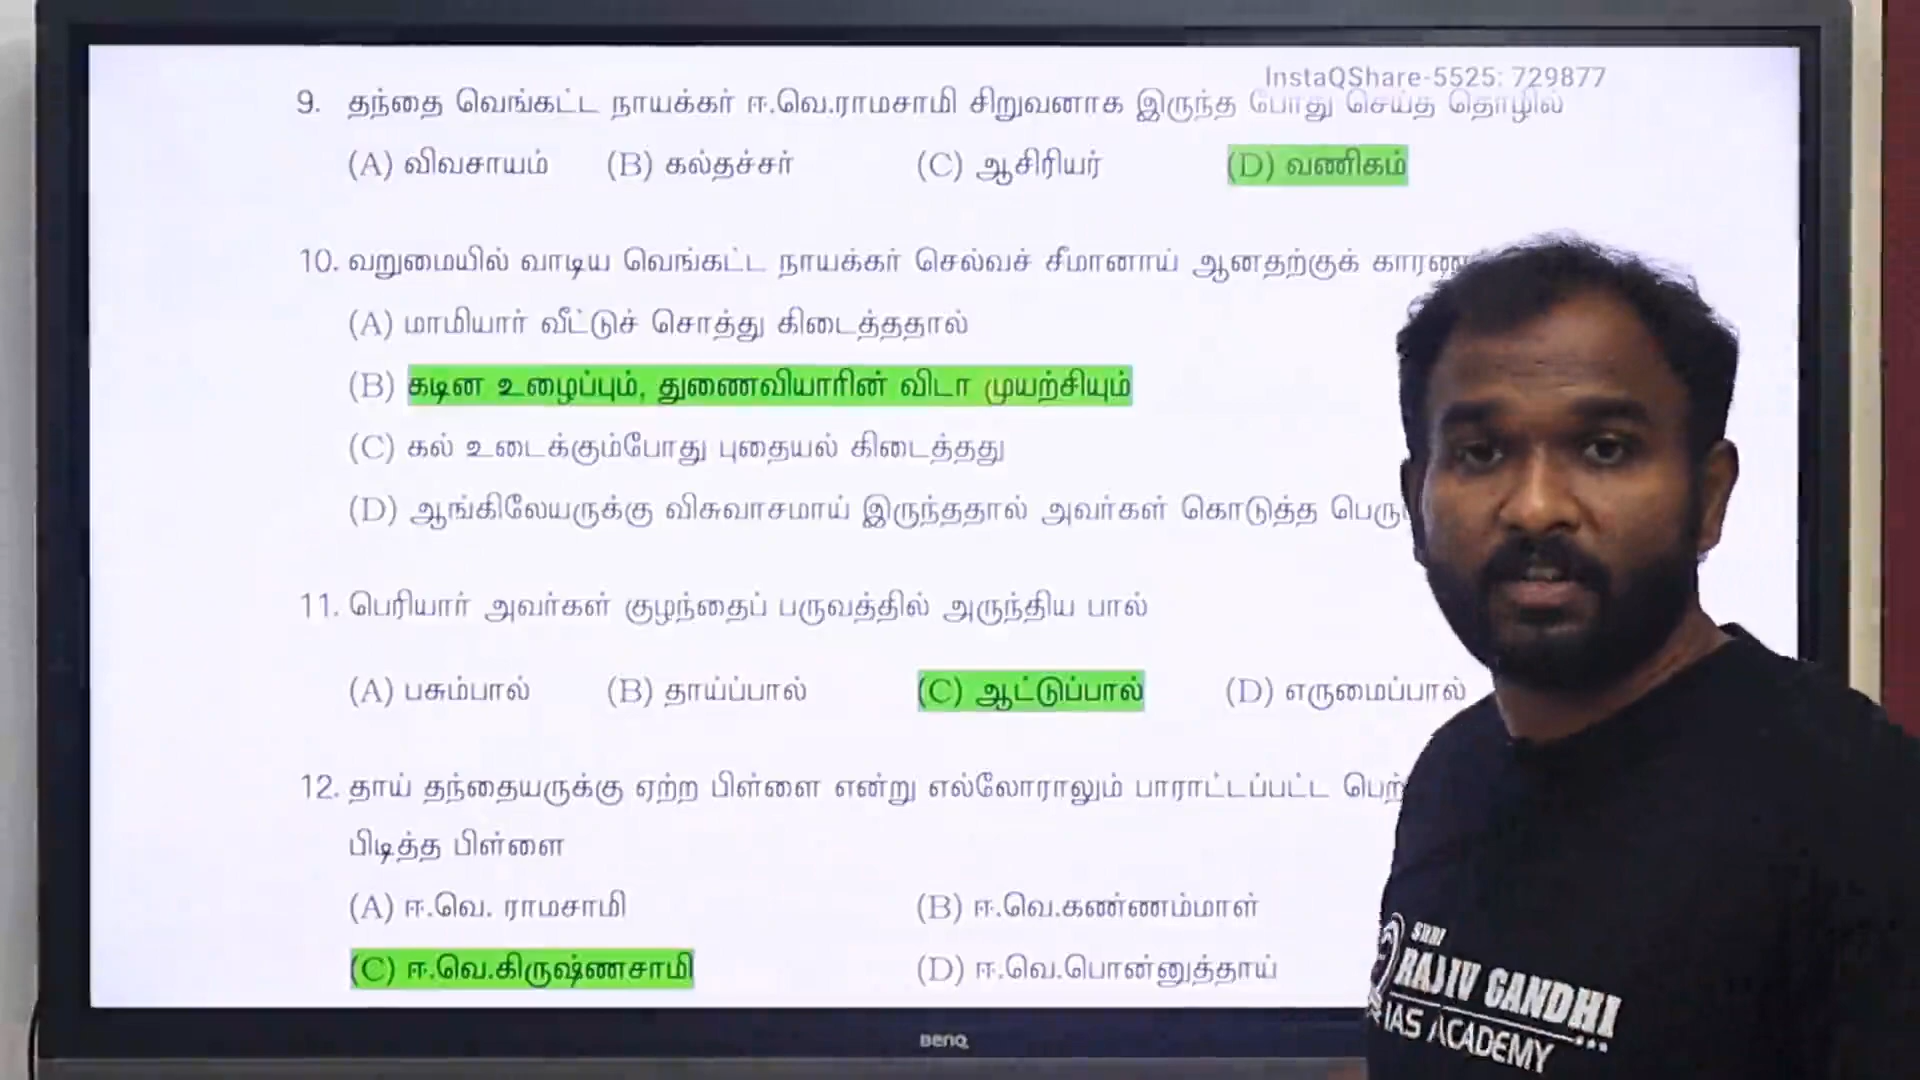 InstaQShare-5525: 729877
9. தந்தை வெங்கட்ட நாயக்கர் ஈ.வெ.ராமசாமி சிறுவனாக இருந்த போது செய்த தொழில்
(A) விவசாயம் (B) கல்தச்சர் (C) ஆசிரியர் (D) வணிகம்
10. வறுமையில் வாடிய வெங்கட்ட நாயக்கர் செல்வச் சீமானாய் ஆனதற்குக்
(A) மாமியார் வீட்டுச் சொத்து கிடைத்ததால்
(B) கடின உழைப்பும், துணைவியாரின் விடா முயற்சியும்
(C) கல் உடைக்கும்போது புதையல் கிடைத்தது
(D) ஆங்கிலேயருக்கு விசுவாசமாய் இருந்ததால் அவர்கள் கொடுத்த
11. பெரியார் அவர்கள் குழந்தைப் பருவத்தில் அருந்திய பால்
(A) பசும்பால் (B) தாய்ப்பால் (C) ஆட்டுப்பால் (D) எருமைப்பால்
12. தாய் தந்தையருக்கு ஏற்ற பிள்ளை என்று எல்லோராலும் பாராட்டப்பட்ட
பிடித்த பிள்ளை
(A) ஈ.வெ. ராமசாமி (B) ஈ.வெ.கண்ணம்மாள்
(C) ஈ.வெ.கிருஷ்ணசாமி (D) ஈ.வெ.பொன்னுத்தாய்
BenQ
SHRI
RAJIV GANDHI
IAS ACADEMY